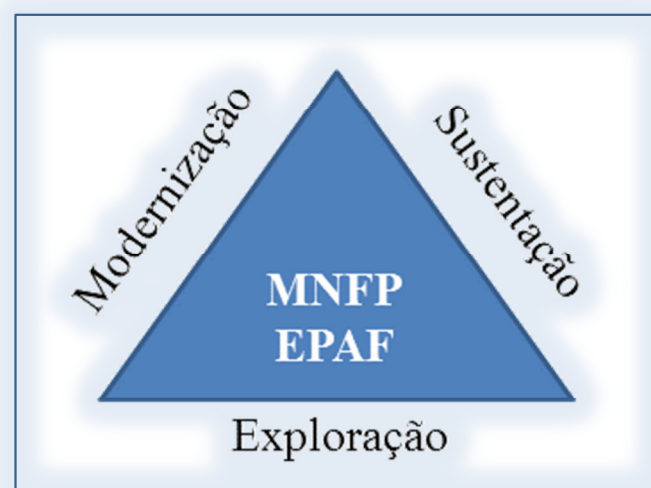 Modernização
Sustentação
MNFP
EPAF
Exploração